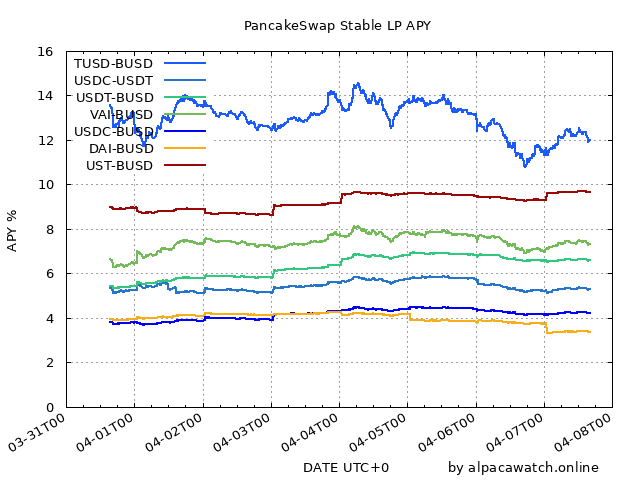 PancakeSwap Stable LP APY
16
14
12
10
8
6
4
2
0
APY %
TUSD-BUSD
USDC-USDT
USDT-BUSD
VAI-BUSD
USDC-BUSD
DAI-BUSD
UST-BUSD
03-31T00
04-01T00
04-02T00
04-03T00
04-04T00
04-05T00
04-06T00
04-07T00
04-08T00
DATE UTC+0
by alpacawatch.online